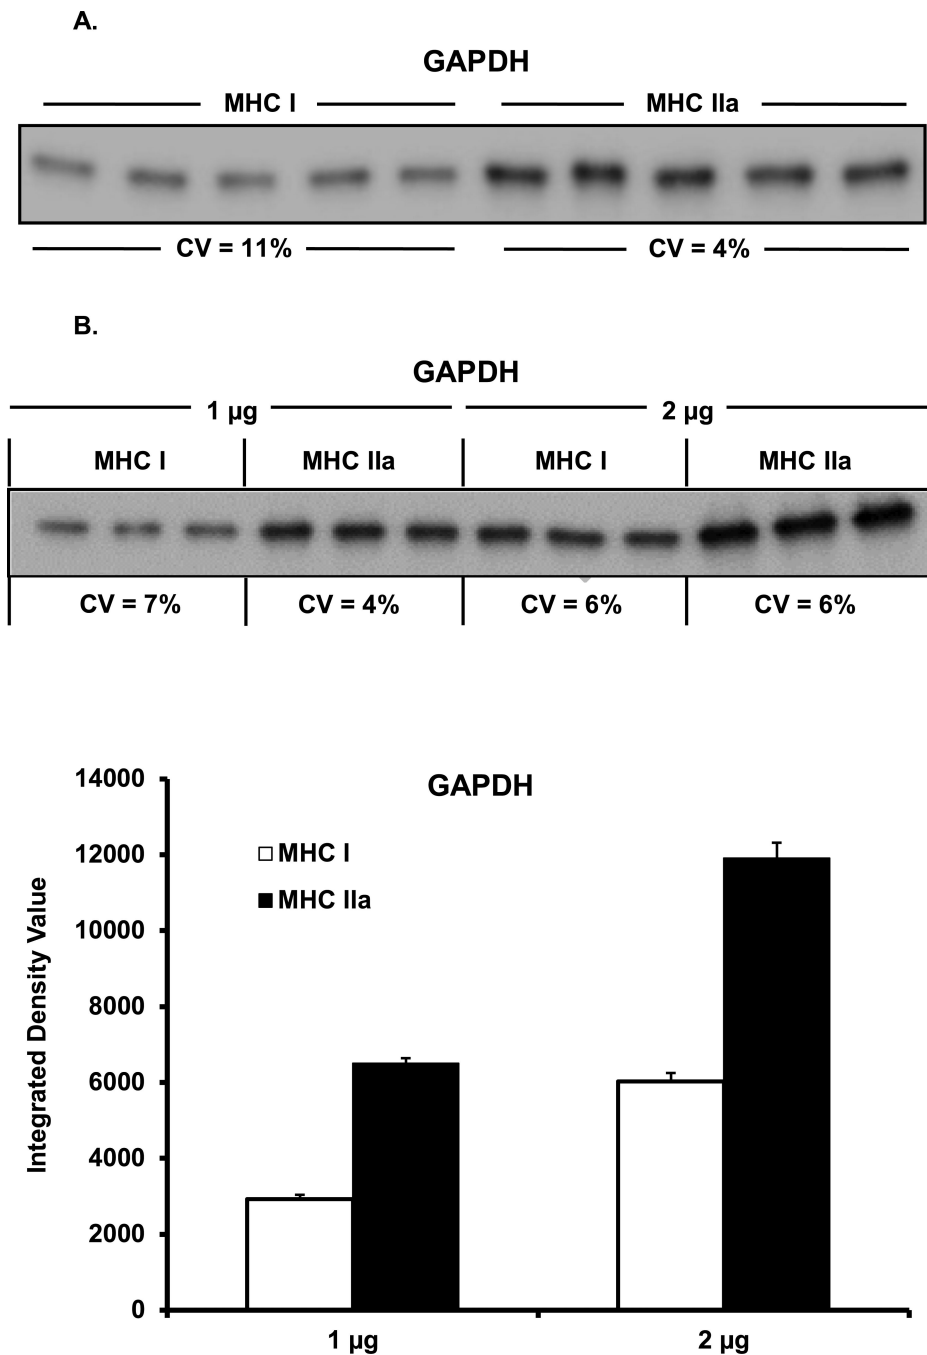 A.
GAPDH
MHC I MHC IIa
CV = 11% CV = 4%
B.
GAPDH
1 µg 2 µg
MHC I MHC IIa MHC I MHC IIa
CV = 7% CV = 4% CV = 6% CV = 6%
GAPDH
14000
12000
10000
8000
6000
4000
2000
0
Integrated Density Value
MHC I
MHC IIa
1 µg 2 µg